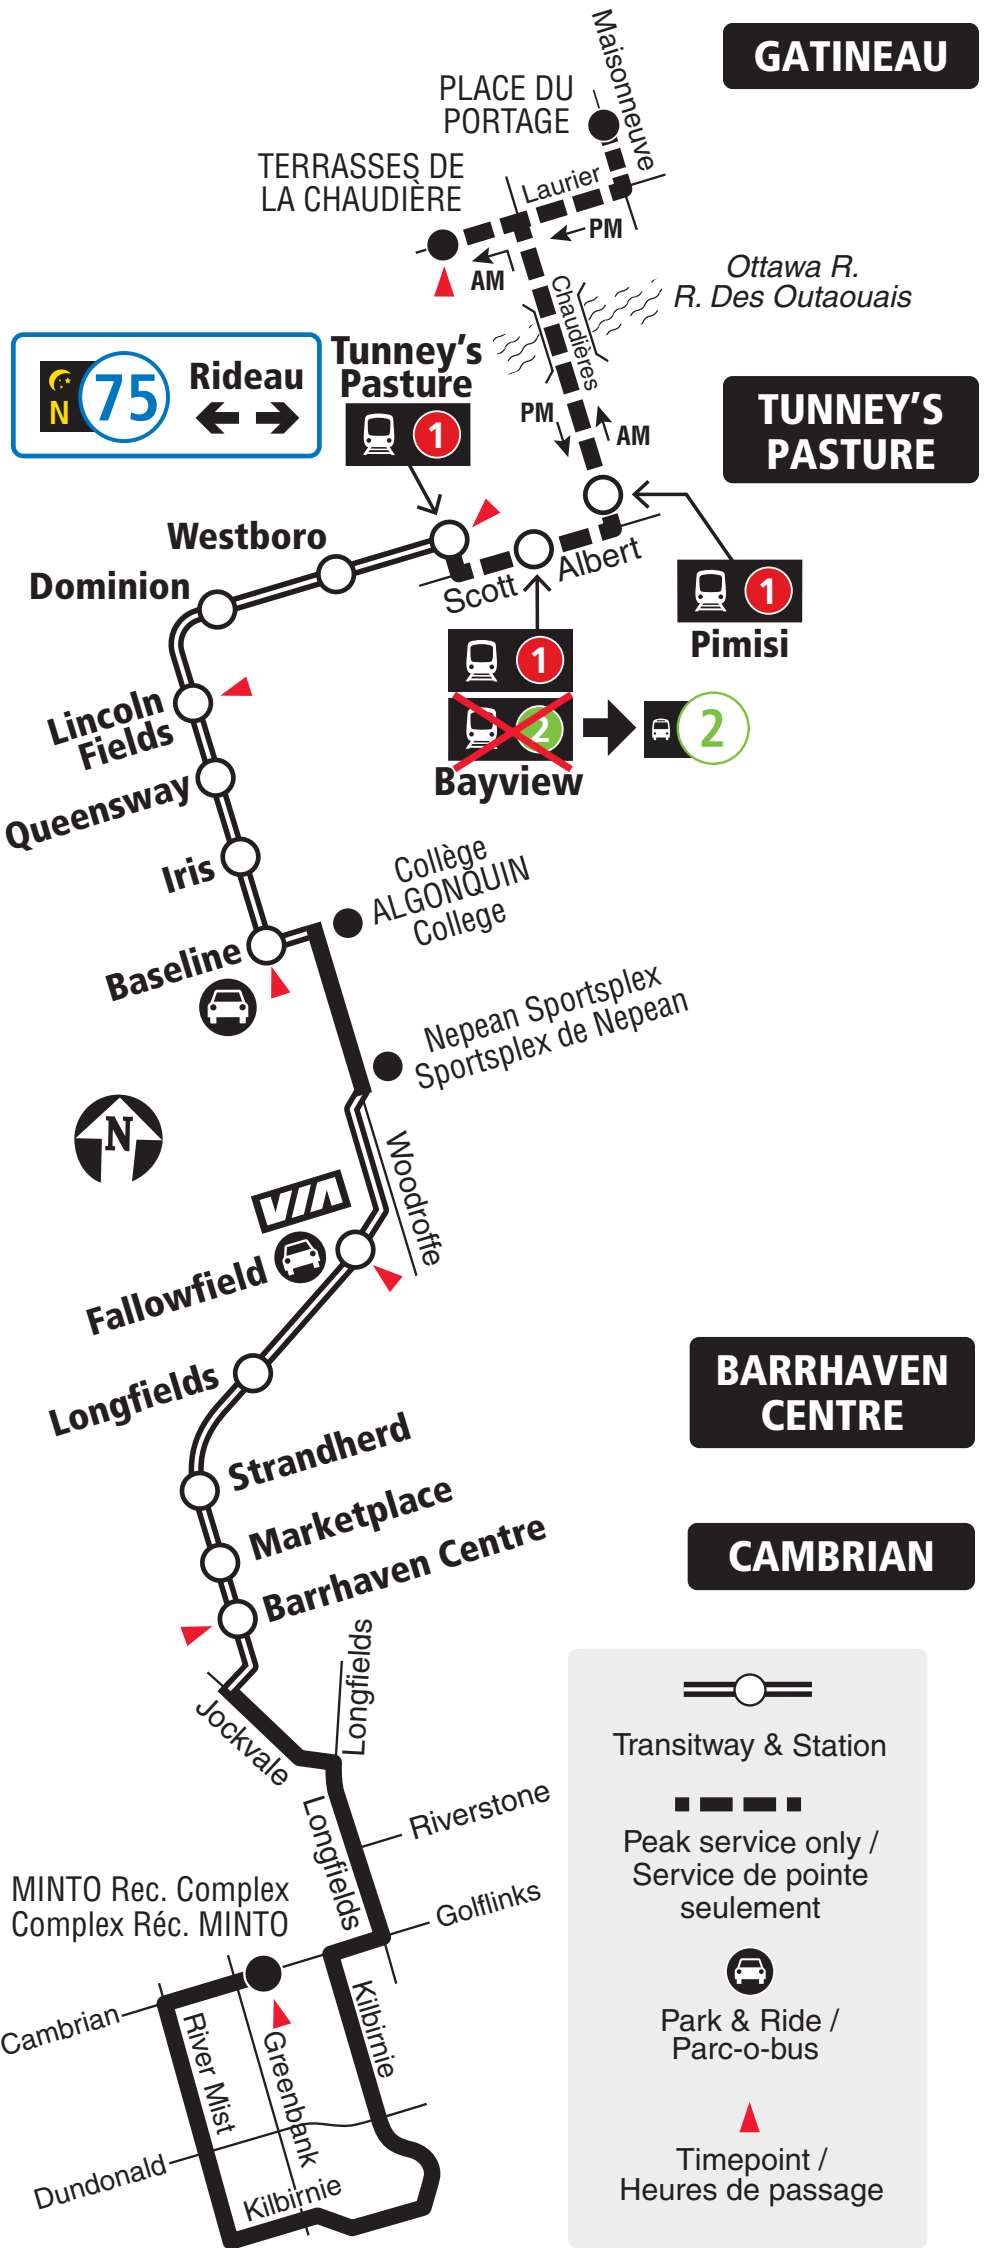 GATINEAU
Maisonneuve
PLACE DU
PORTAGE
TERRASSES DE
LA CHAUDIÈRE
Laurier
PM
AM
Ottawa R.
R. Des Outaouais
Chaudières
N
75
Rideau
Tunney's
Pasture
1
PM
AM
TUNNEY'S
PASTURE
Westboro
Dominion
Scott
Albert
1
Pimisi
1
2
Bayview
2
Lincoln
Fields
Queensway
Iris
Baseline
Collège
ALGONQUIN
College
Nepean Sportsplex
Sportsplex de Nepean
N
Woodroffe
VIA
Fallowfield
Longfields
BARRHAVEN
CENTRE
Strandherd
Marketplace
Barrhaven Centre
CAMBRIAN
Longfields
Jockvale
Longfields
Riverstone
Golflinks
MINTO Rec. Complex
Complex Réc. MINTO
Cambrian
River Mist
Greenbank
Kilbirnie
Dundonald
Kilbirnie
Transitway & Station
Peak service only /
Service de pointe
seulement
Park & Ride /
Parc-o-bus
Timepoint /
Heures de passage